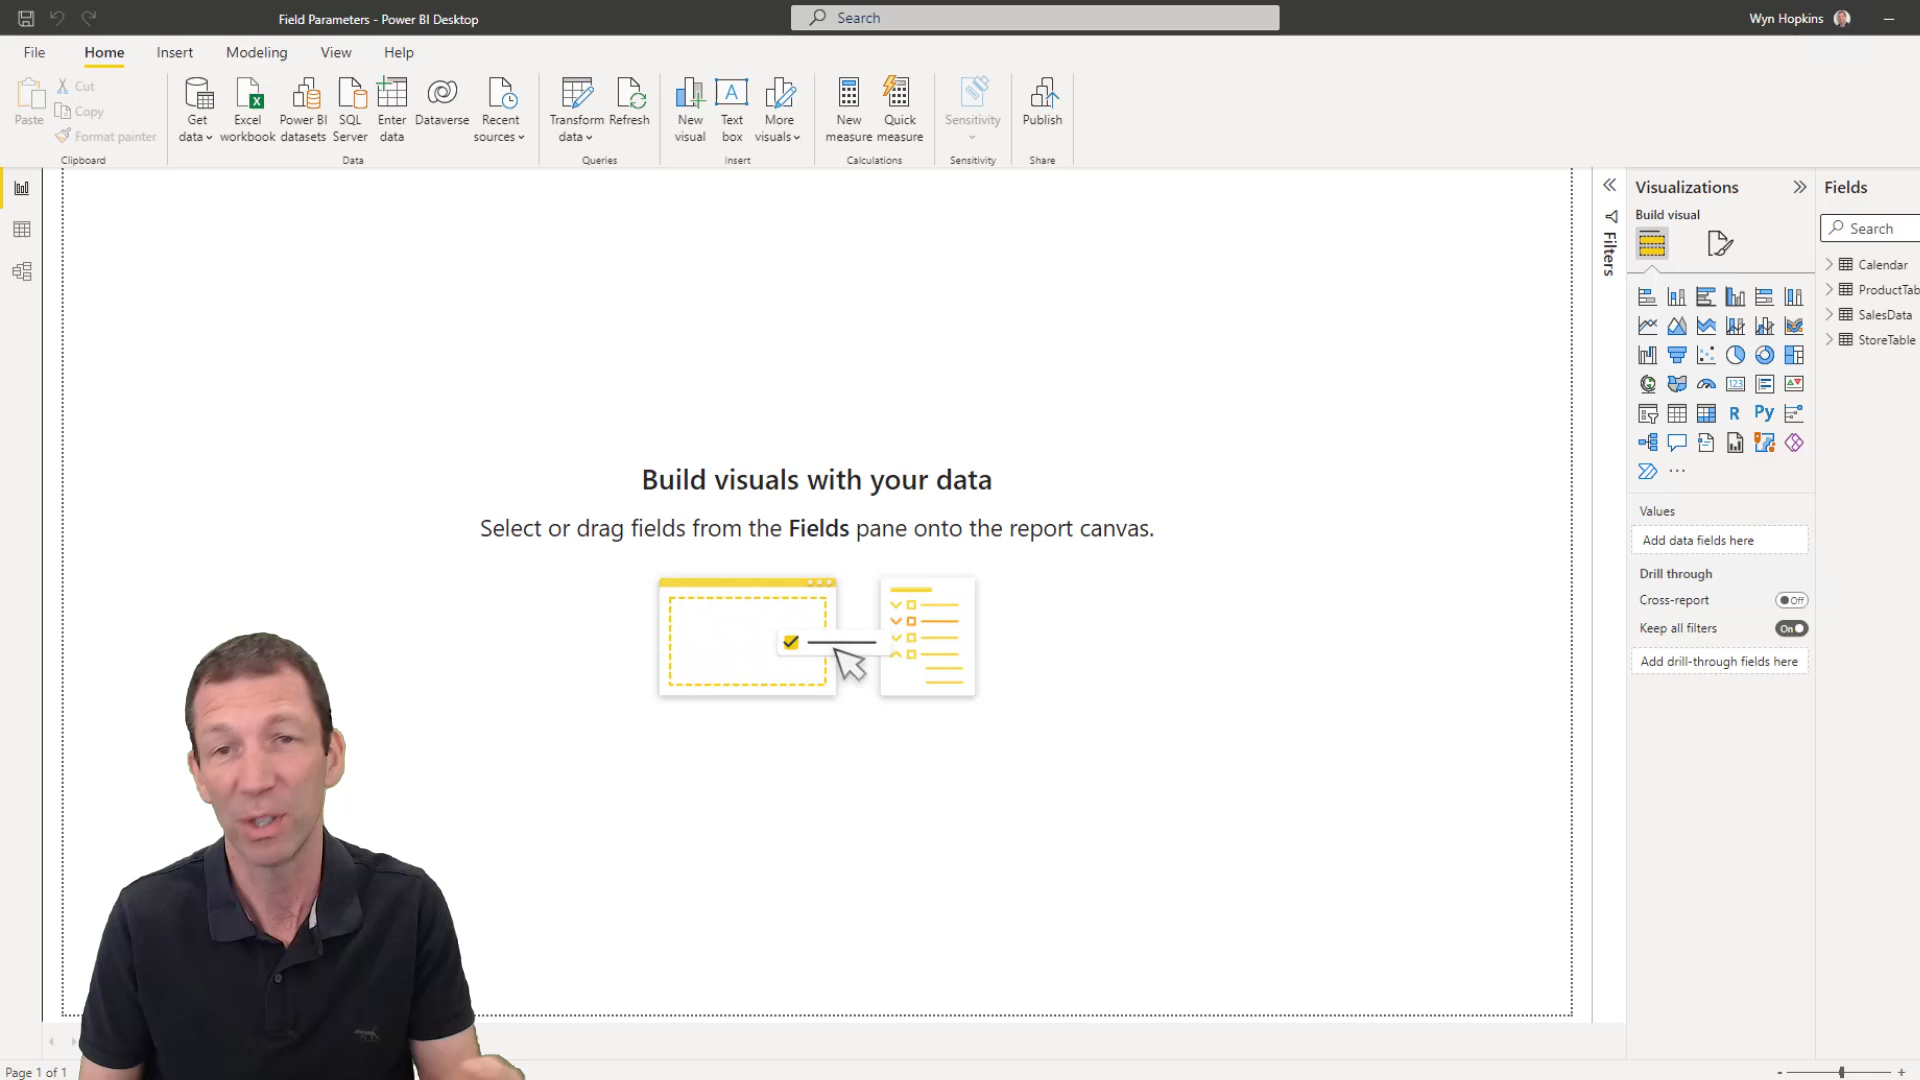 Field Parameters - Power BI Desktop
Search
Wyn Hopkins
File
Home
Insert
Modeling
View
Help
Paste
Cut
Copy
Format painter
Clipboard
Get data
Excel workbook
Power BI datasets
SQL Server
Enter data
Dataverse
Recent sources
Data
Transform data
Refresh
Queries
New visual
Text box
More visuals
Insert
New measure
Quick measure
Calculations
Sensitivity
Sensitivity
Publish
Share
Build visuals with your data
Select or drag fields from the Fields pane onto the report canvas.
Filters
Visualizations
Build visual
123
R
Py
Values
Add data fields here
Drill through
Cross-report
Off
Keep all filters
On
Add drill-through fields here
Fields
Search
Calendar
ProductTab
SalesData
StoreTable
Page 1 of 1